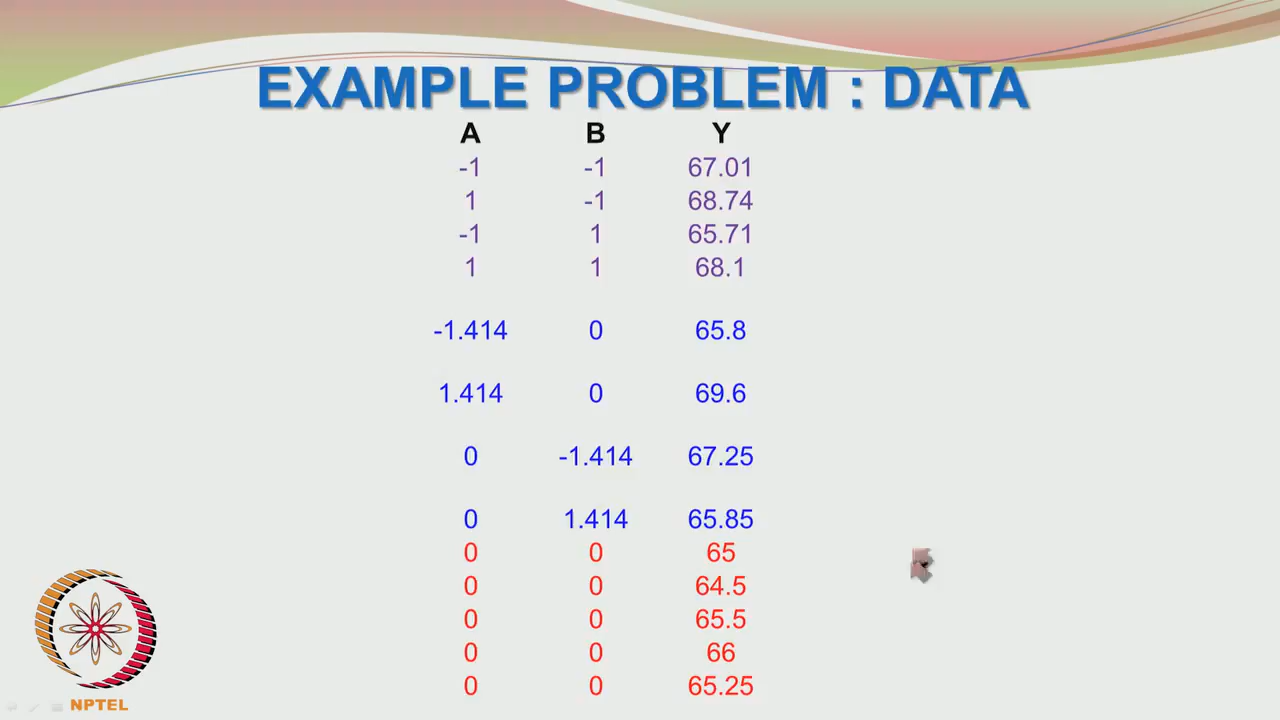 EXAMPLE PROBLEM : DATA
A B Y
-1 -1 67.01
1 -1 68.74
-1 1 65.71
1 1 68.1
-1.414 0 65.8
1.414 0 69.6
0 -1.414 67.25
0 1.414 65.85
0 0 65
0 0 64.5
0 0 65.5
0 0 66
0 0 65.25
NPTEL